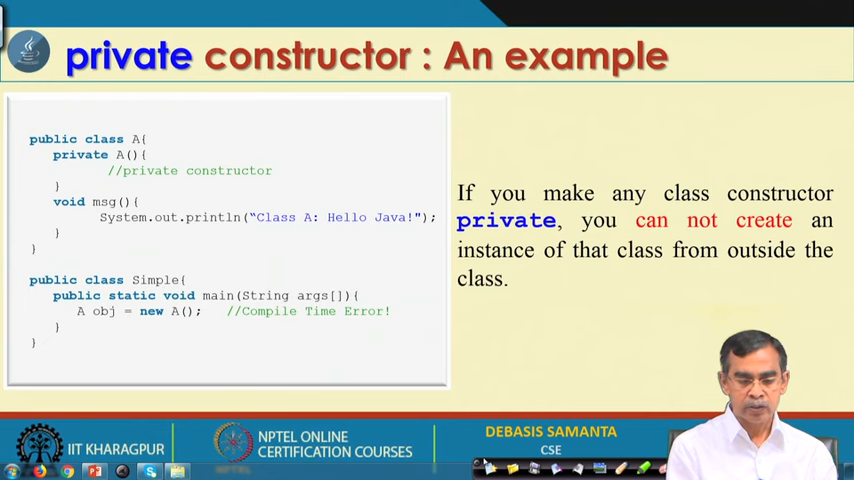 private constructor : An example
public class A{
private A(){
//private constructor
}
void msg(){
System.out.println(“Class A: Hello Java!");
}
}
public class Simple{
public static void main(String args[]){
A obj = new A(); //Compile Time Error!
}
}
If you make any class constructor
private, you can not create an
instance of that class from outside the
class.
IIT KHARAGPUR
NPTEL ONLINE
CERTIFICATION COURSES
DEBASIS SAMANTA
CSE